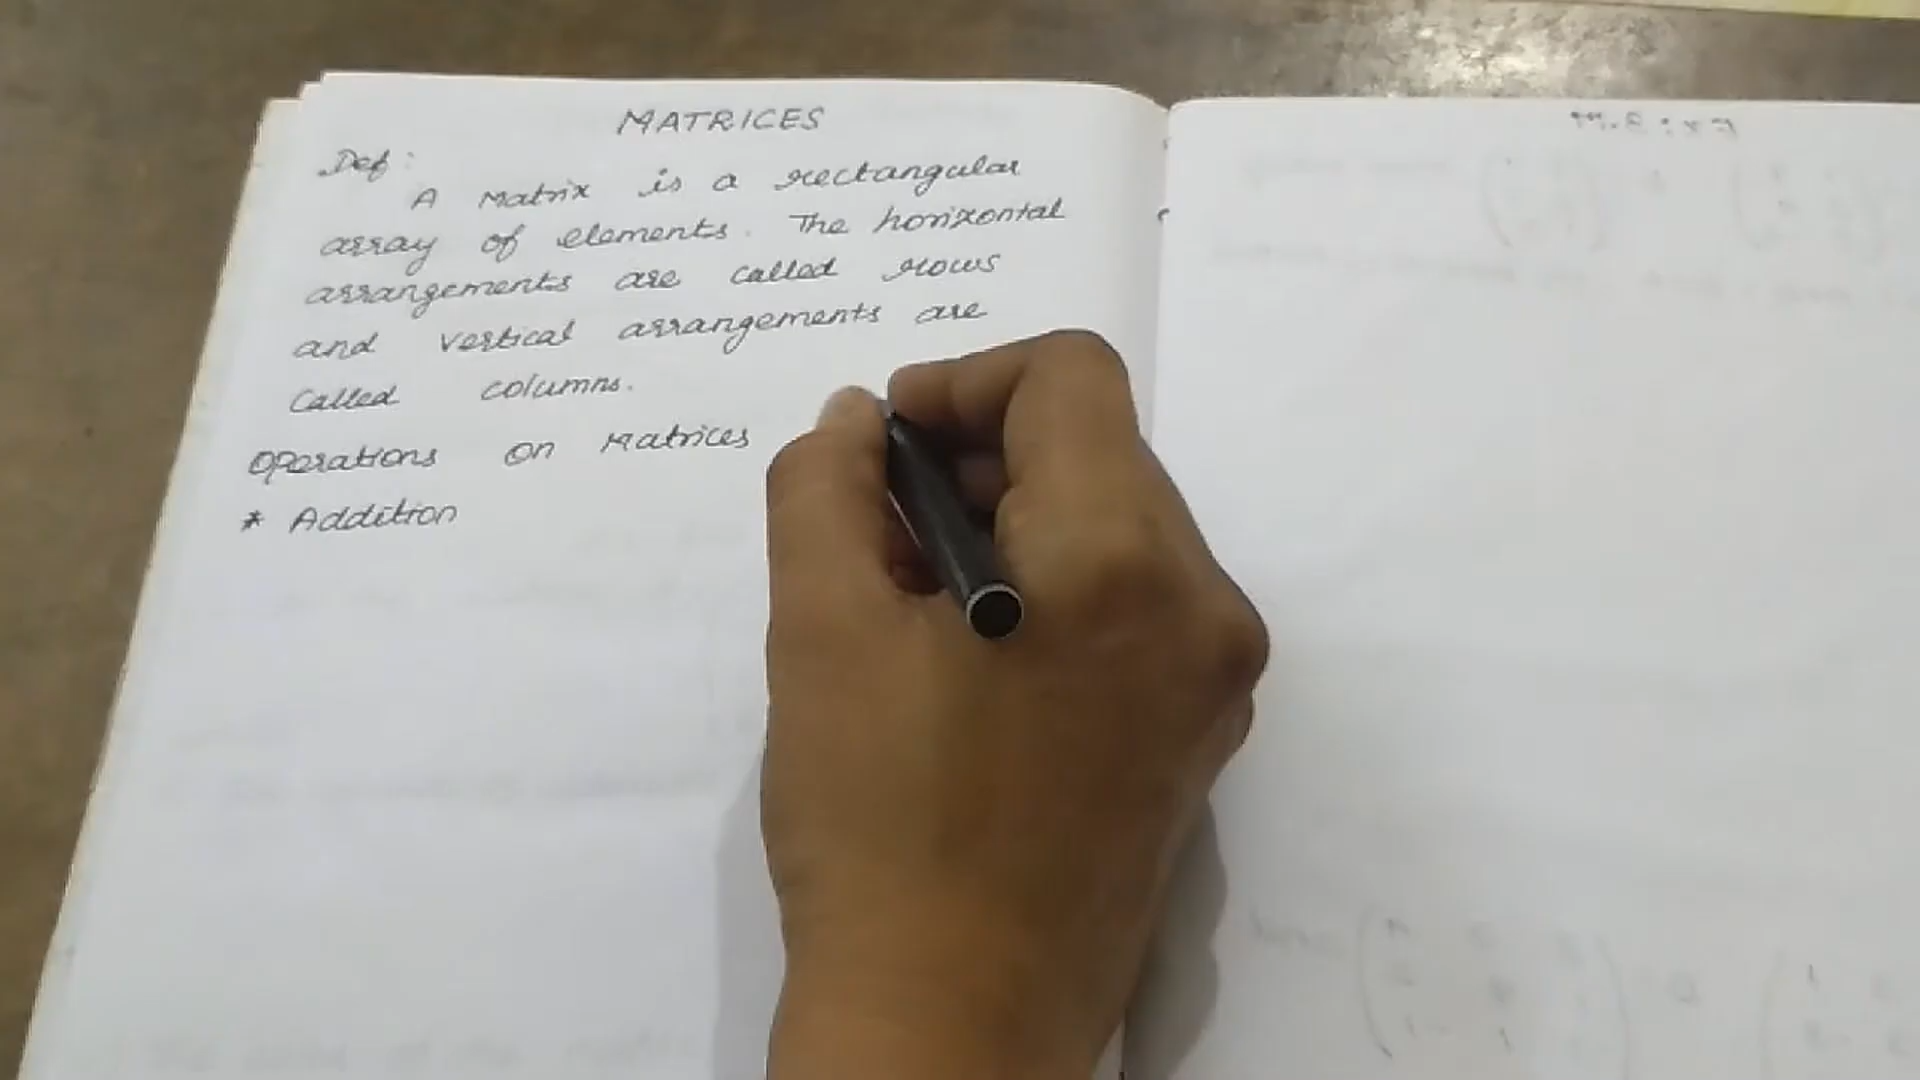 MATRICES
Def:
A Matrix is a rectangular
array of elements. The horizontal
arrangements are called rows
and vertical arrangements are
called columns.
Operations on Matrices
* Addition